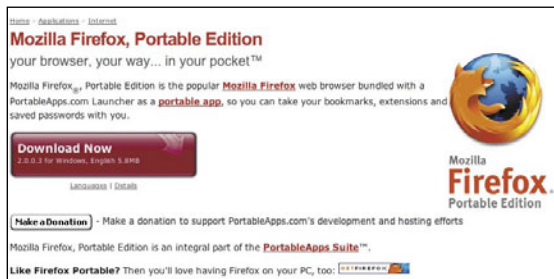 Home - Applications - Internet
Mozilla Firefox, Portable Edition
your browser, your way... in your pocket™
Mozilla Firefox®, Portable Edition is the popular Mozilla Firefox web browser bundled with a
PortableApps.com Launcher as a portable app, so you can take your bookmarks, extensions and
saved passwords with you.
Download Now
2.0.0.3 for Windows, English 5.8MB
Languages | Details
Mozilla
Firefox®
Portable Edition
Make a Donation - Make a donation to support PortableApps.com's development and hosting efforts
Mozilla Firefox, Portable Edition is an integral part of the PortableApps Suite™.
Like Firefox Portable? Then you'll love having Firefox on your PC, too: GET FIREFOX